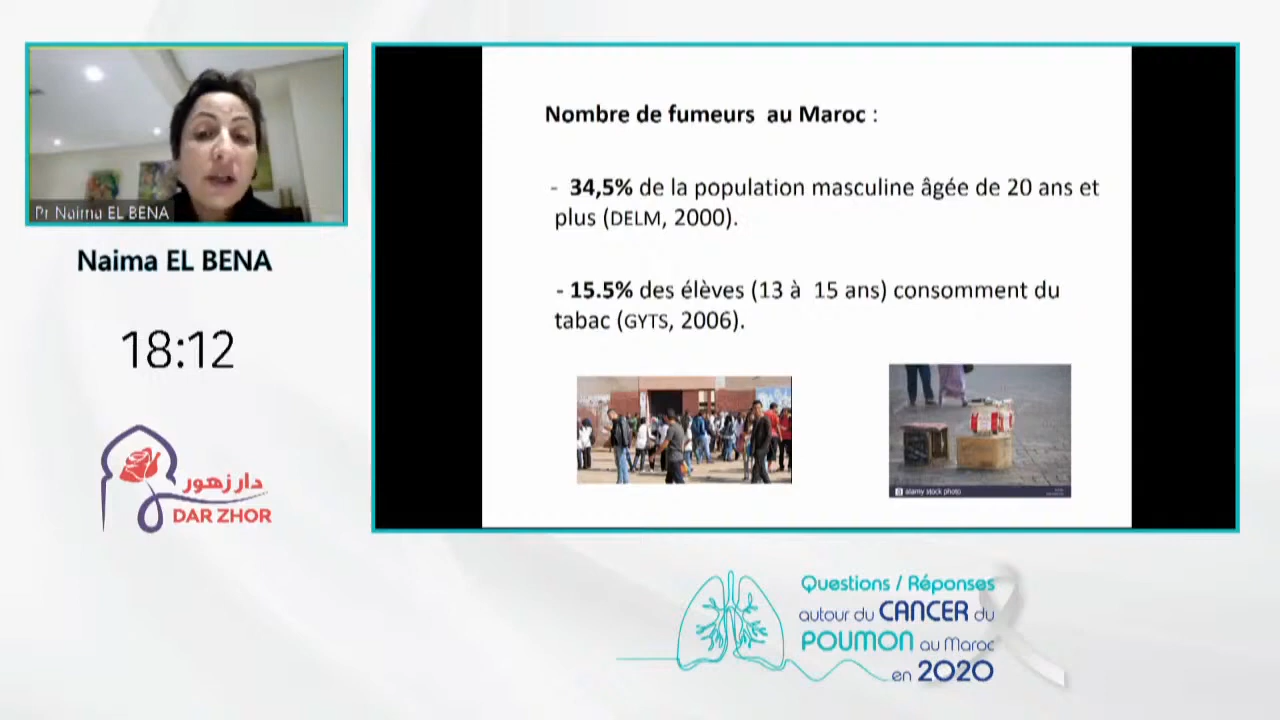 Pr Naima EL BENA
Naima EL BENA
18:12
دار زهور
DAR ZHOR
Nombre de fumeurs au Maroc :
- 34,5% de la population masculine âgée de 20 ans et
plus (DELM, 2000).
- 15.5% des élèves (13 à 15 ans) consomment du
tabac (GYTS, 2006).
alamy stock photo
Questions / Réponses
autour du CANCER du
POUMON au Maroc
en 2020